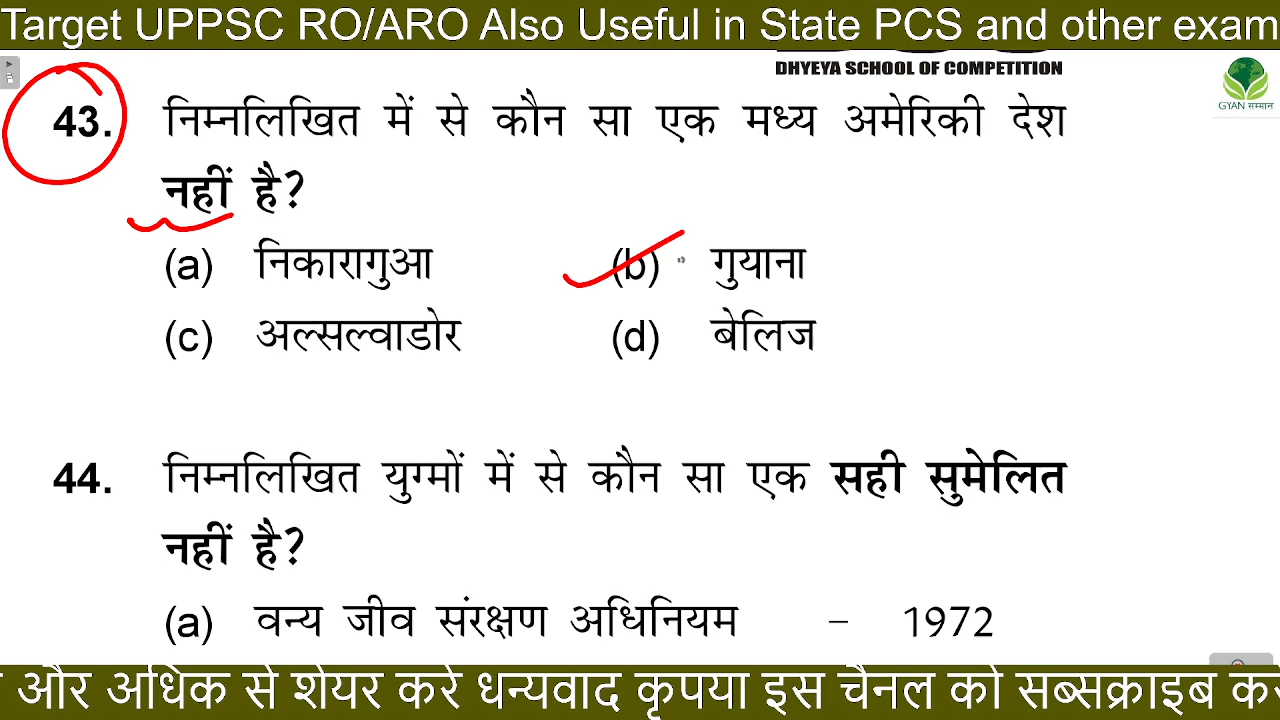 Target UPPSC RO/ARO Also Useful in State PCS and other exam
DHYEYA SCHOOL OF COMPETITION
GYAN सम्मान
43. निम्नलिखित में से कौन सा एक मध्य अमेरिकी देश
नहीं है?
(a) निकारागुआ (b) गुयाना
(c) अल्सल्वाडोर (d) बेलिज
44. निम्नलिखित युग्मों में से कौन सा एक सही सुमेलित
नहीं है?
(a) वन्य जीव संरक्षण अधिनियम – 1972
और अधिक से शेयर करे धन्यवाद कृपया इस चैनल को सब्सक्राइब